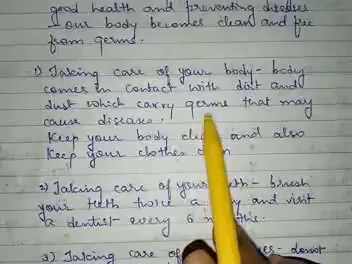 good health and preventing diseases
our body becomes clean and free
from germs.
1) Taking care of your body - body
comes in contact with dist and
dust which carry germs that may
cause disease.
Keep your body and also
Keep your clothes
2) Taking care of your - brush
your teeth twice a and visit
a dentist every 6
3) Taking care of - donot